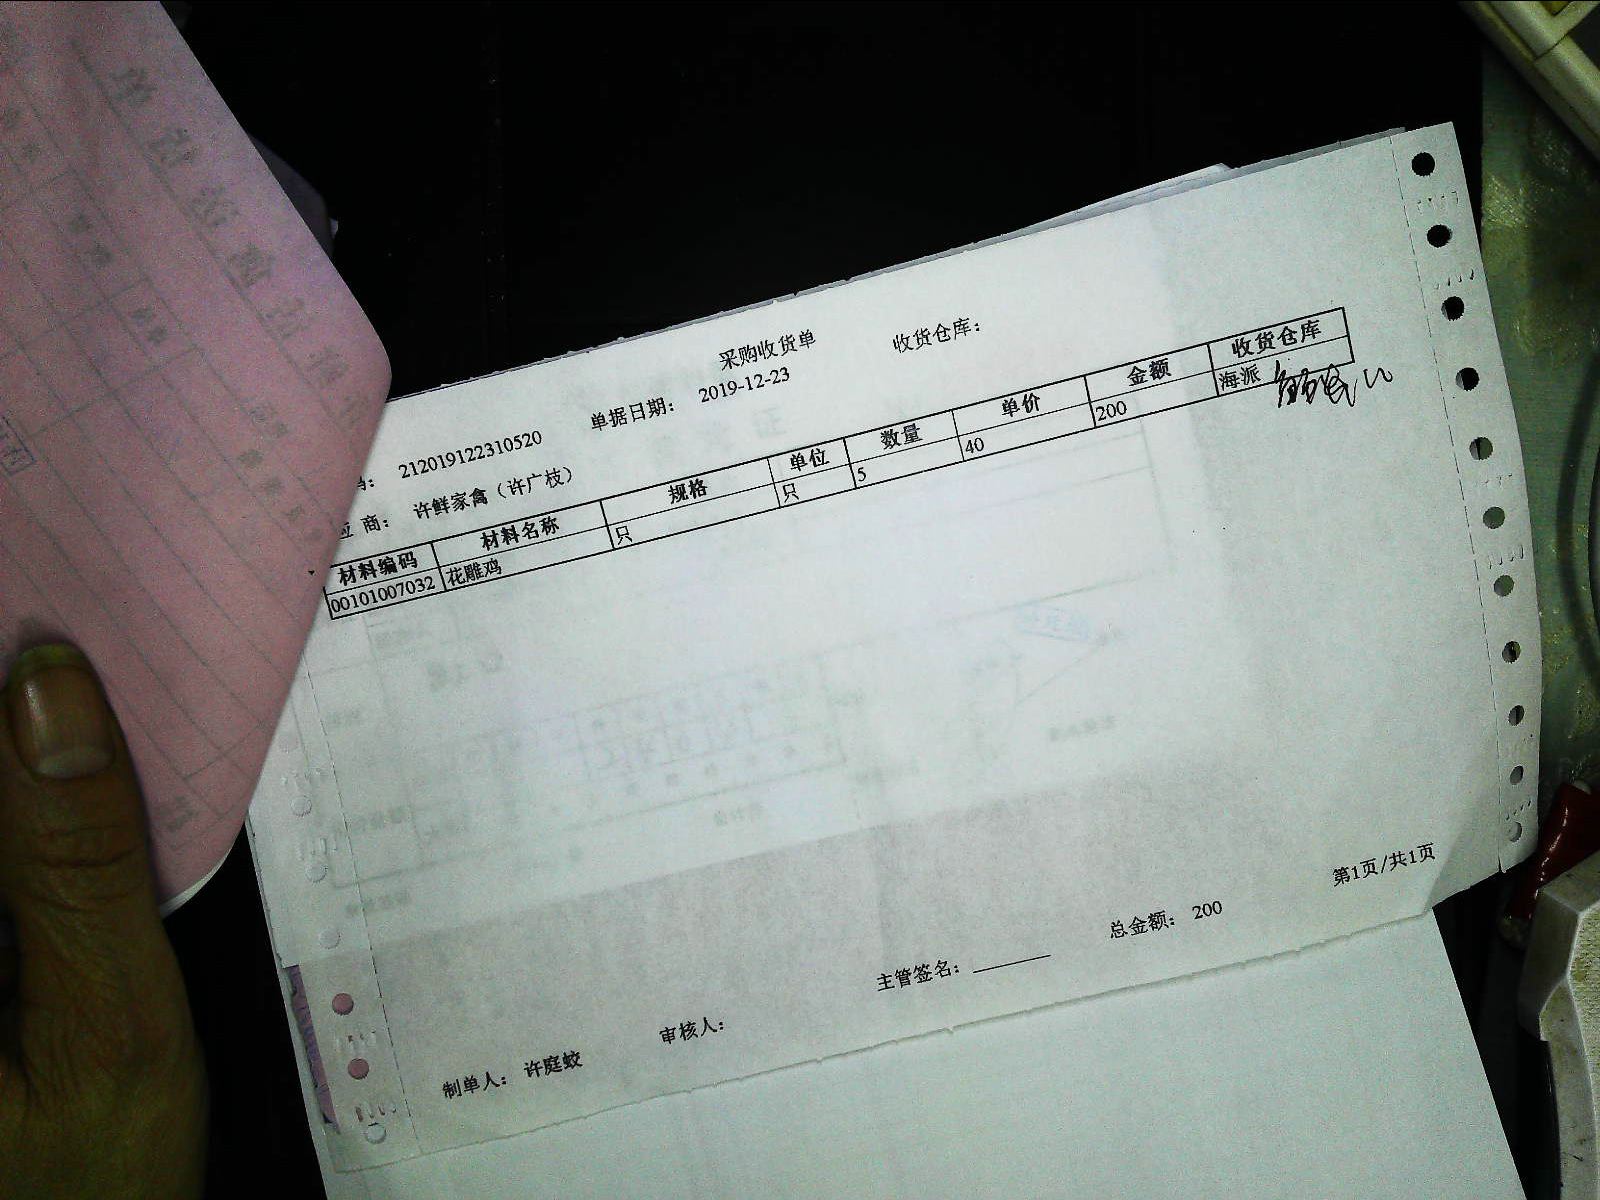 采购收货单
收货仓库：
212019122310520 单据日期： 2019-12-23
商： 许鲜家禽（许广枝）
材料编码 材料名称 规格 单位 数量 单价 金额 收货仓库
00101007032 花雕鸡 只 只 5 40 200 海派
第1页/共1页
总金额： 200
主管签名：
审核人：
制单人： 许庭蛟